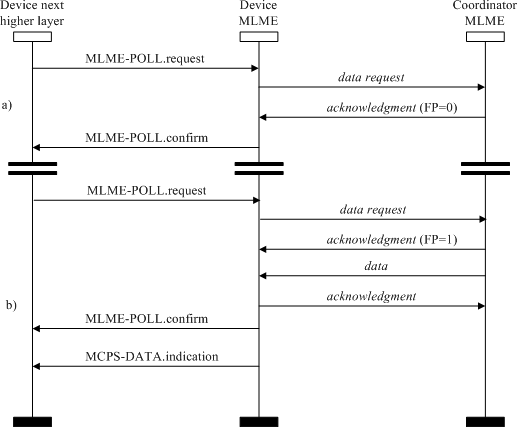 Device next
higher layer
Device
MLME
Coordinator
MLME
MLME-POLL.request
data request
a)
acknowledgment (FP=0)
MLME-POLL.confirm
MLME-POLL.request
data request
acknowledgment (FP=1)
data
acknowledgment
b)
MLME-POLL.confirm
MCPS-DATA.indication